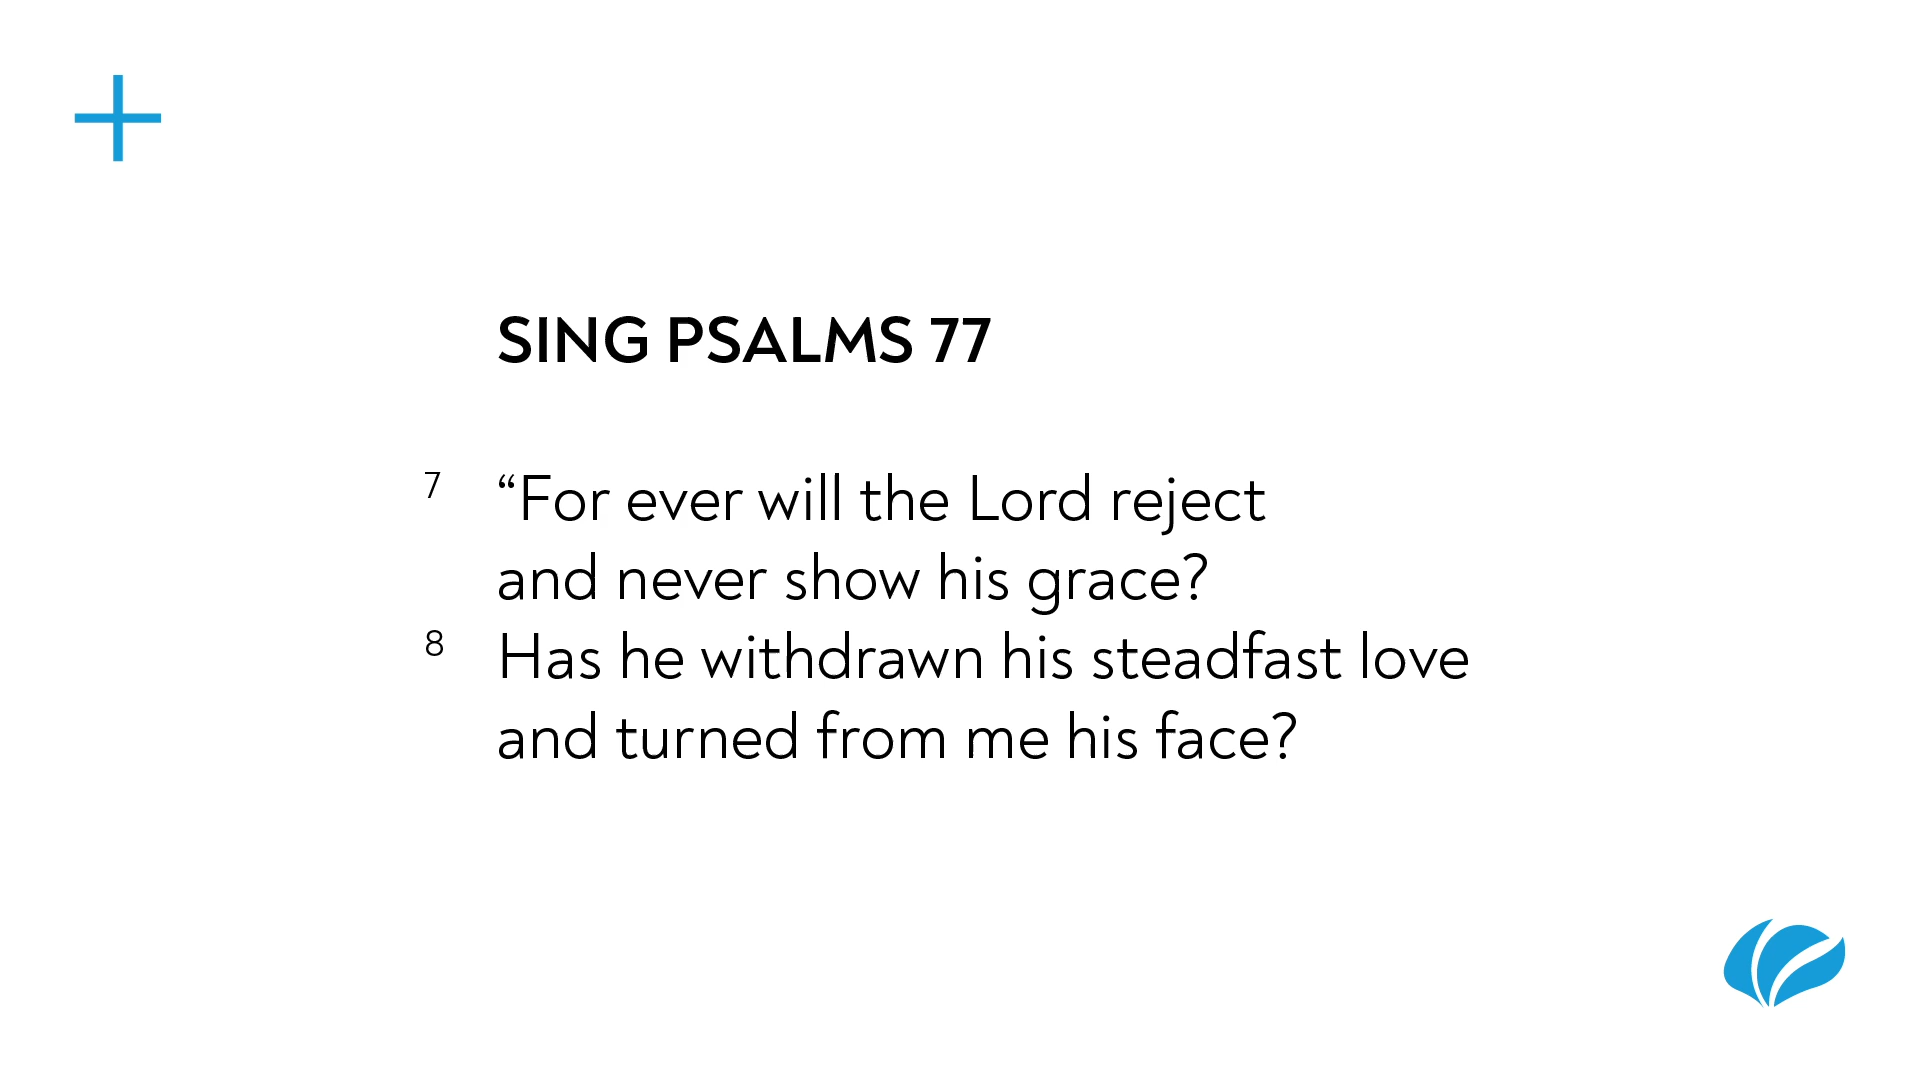 SING PSALMS 77
7 “For ever will the Lord reject
and never show his grace?
8 Has he withdrawn his steadfast love
and turned from me his face?